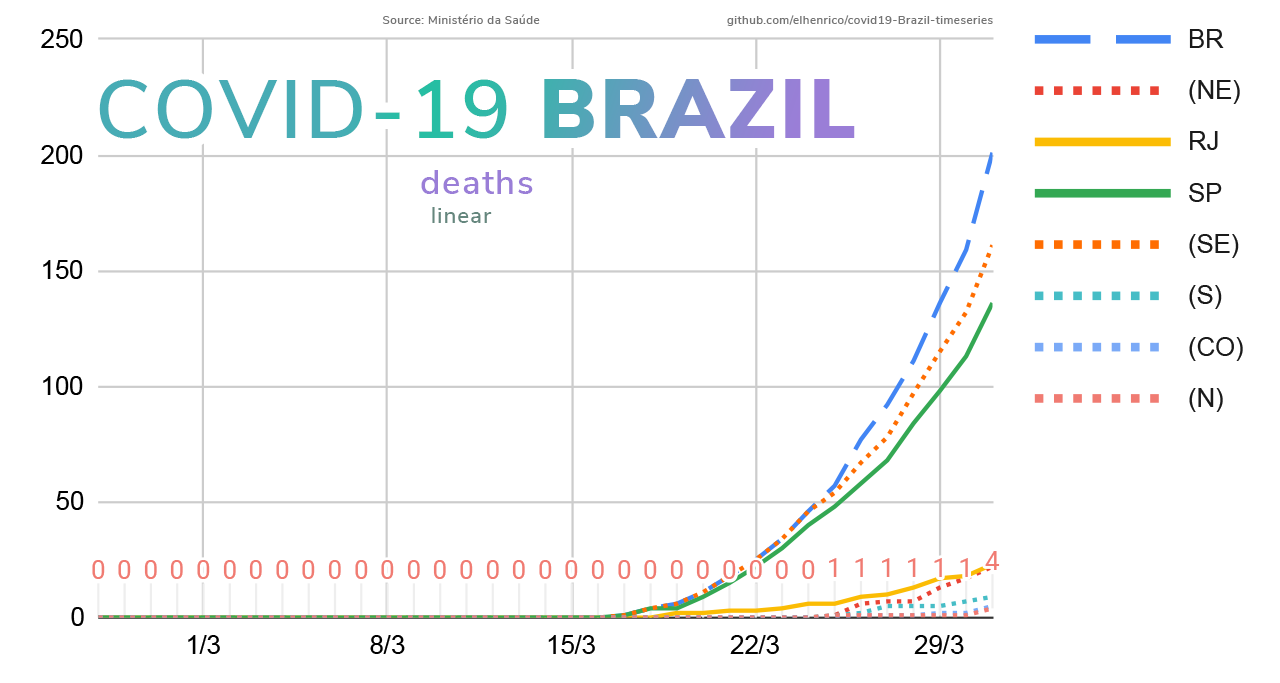 Source: Ministério da Saúde
github.com/elhenrico/covid19-Brazil-timeseries
COVID-19 BRAZIL
deaths
linear
250
200
150
100
50
0
0 0 0 0 0 0 0 0 0 0 0 0 0 0 0 0 0 0 0 0 0 0 0 0 0 0 0 0 1 1 1 1 1 1 4
1/3 8/3 15/3 22/3 29/3
BR
(NE)
RJ
SP
(SE)
(S)
(CO)
(N)